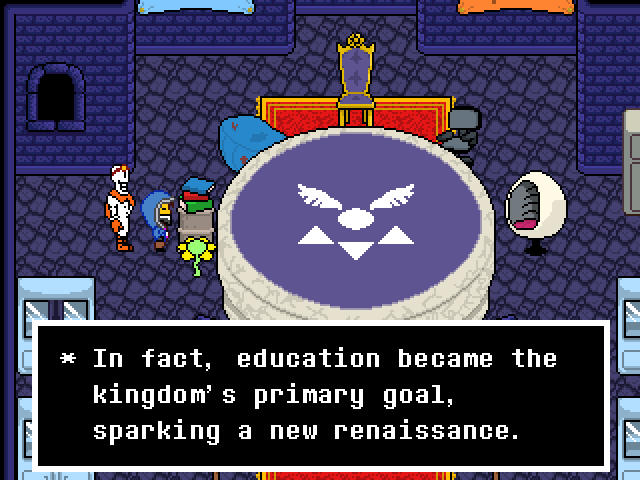 * In fact, education became the
kingdom's primary goal,
sparking a new renaissance.